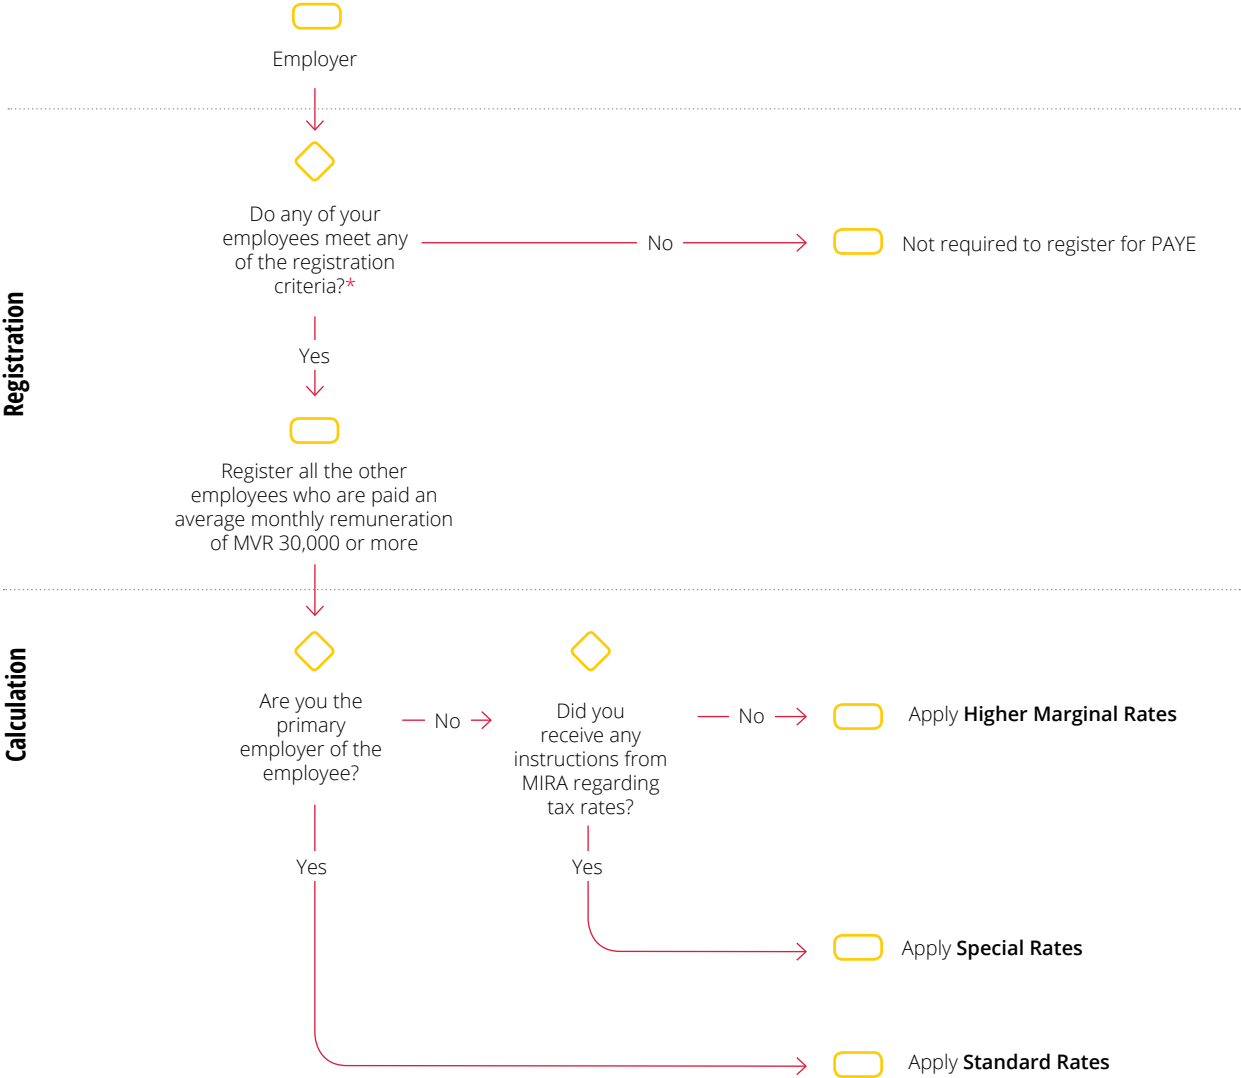 Employer
Registration
Do any of your
employees meet any
of the registration
criteria?*
No
Not required to register for PAYE
Yes
Register all the other
employees who are paid an
average monthly remuneration
of MVR 30,000 or more
Calculation
Are you the
primary
employer of the
employee?
No
Did you
receive any
instructions from
MIRA regarding
tax rates?
No
Apply Higher Marginal Rates
Yes
Yes
Apply Special Rates
Apply Standard Rates